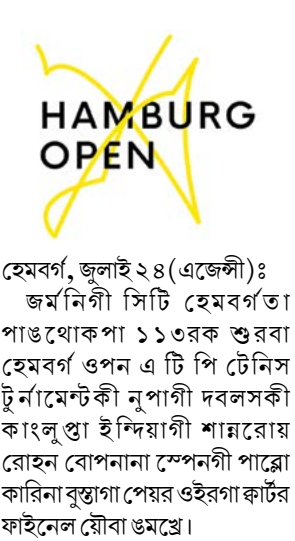 HAMBURG
OPEN
হেমবর্গ, জুলাই ২৪(এজেন্সী)ঃ
জর্মনিগী সিটি হেমবর্গতা
পাঙথোকপা ১১৩রক শুরবা
হেমবর্গ ওপন এ টি পি টেনিস
টুর্নামেন্টকী নুপাগী দবলসকী
কাংলুপ্তা ইন্দিয়াগী শান্নরোয়
রোহন বোপনানা স্পেনগী পাব্লো
কারিনা বুস্তাগা পেয়র ওইরগা ক্বার্টর
ফাইনেল য়ৌবা ঙমখ্রে।